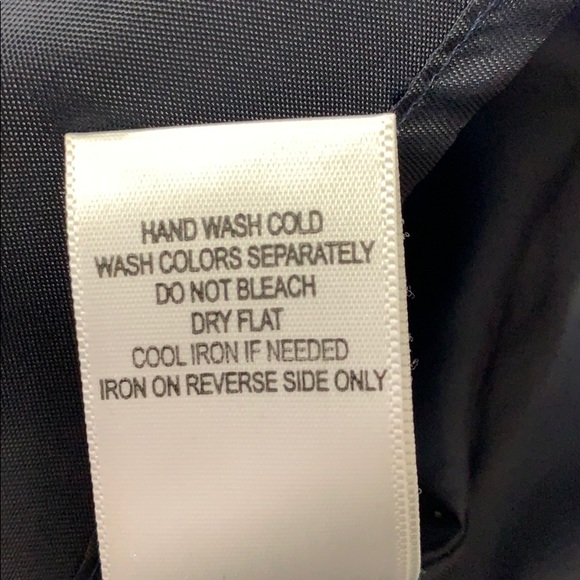 HAND WASH COLD
WASH COLORS SEPARATELY
DO NOT BLEACH
DRY FLAT
COOL IRON IF NEEDED
IRON ON REVERSE SIDE ONLY